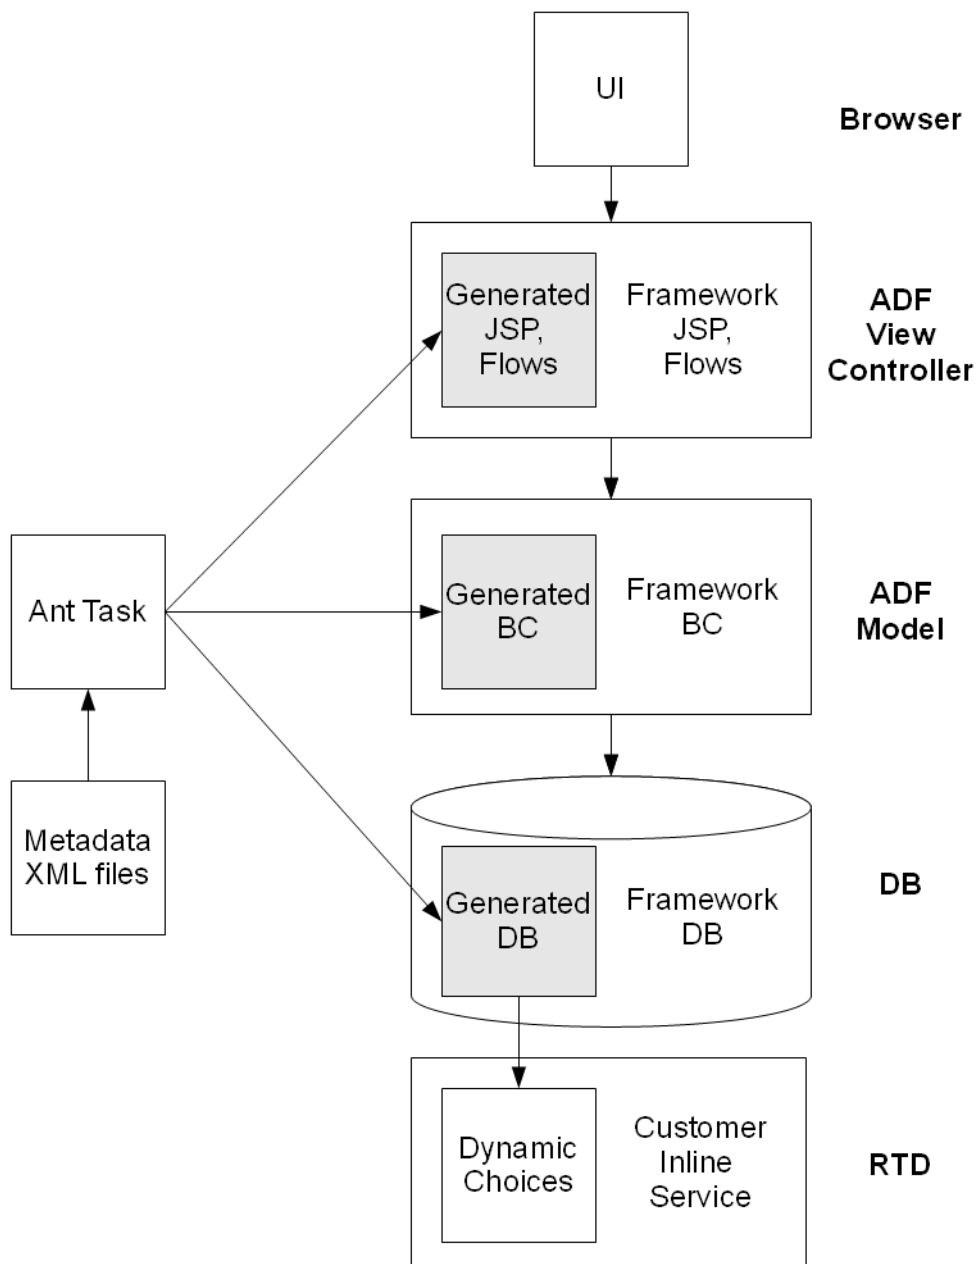 UI
Browser
Generated
JSP,
Flows
Framework
JSP,
Flows
ADF
View
Controller
Ant Task
Generated
BC
Framework
BC
ADF
Model
Metadata
XML files
Generated
DB
Framework
DB
DB
Dynamic
Choices
Customer
Inline
Service
RTD